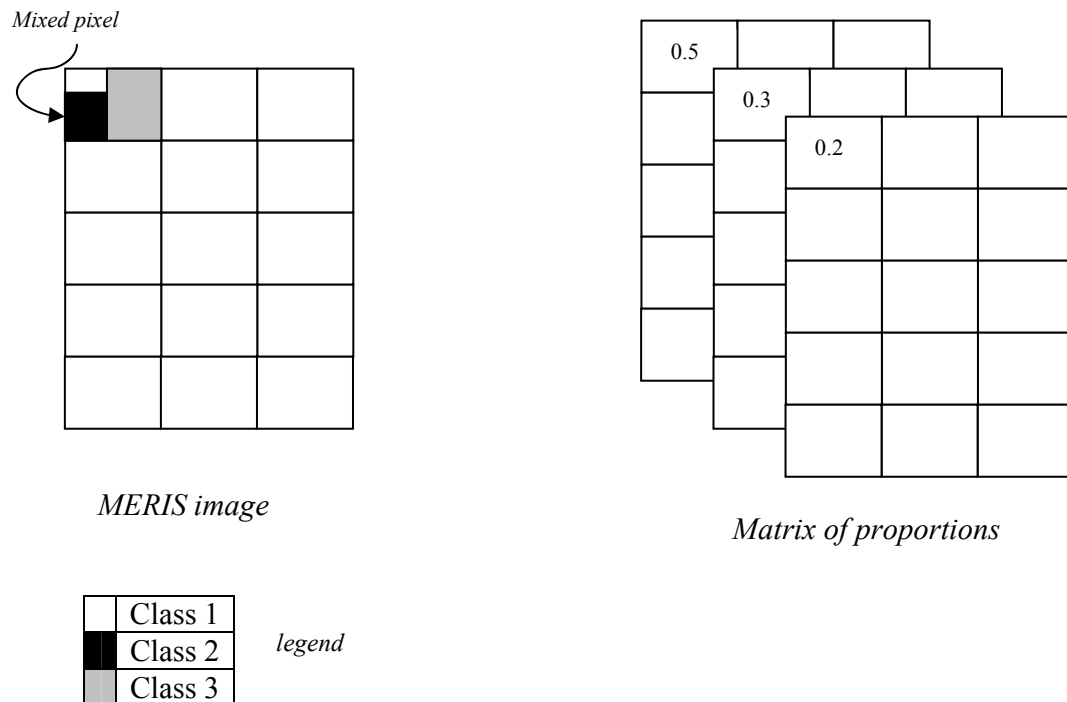 Mixed pixel
0.5
0.3
0.2
MERIS image
Matrix of proportions
Class 1
Class 2
Class 3
legend